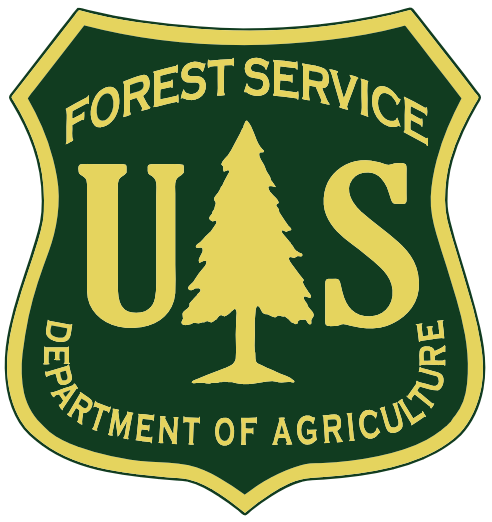 FOREST SERVICE
U S
DEPARTMENT OF AGRICULTURE